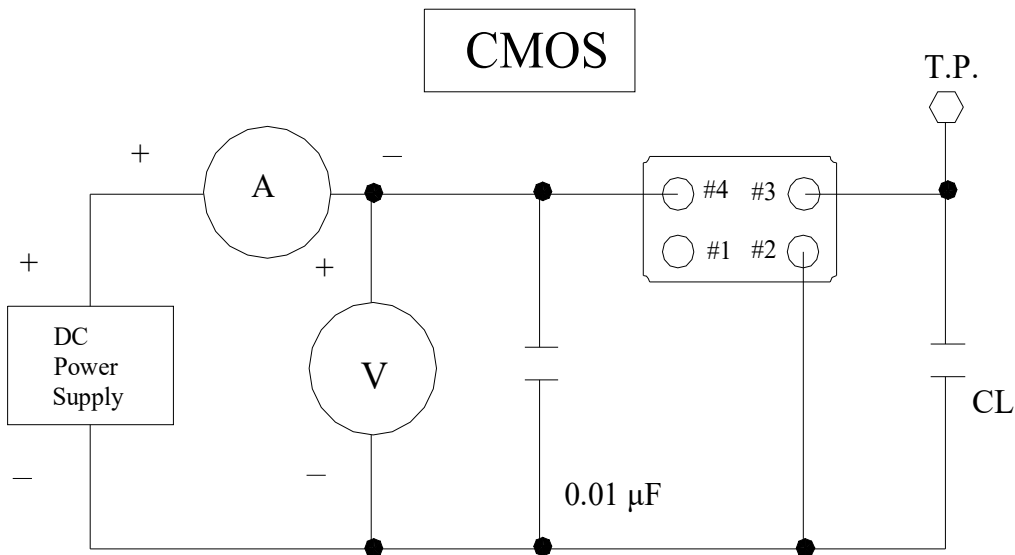 CMOS
T.P.
+
A
−
#4
#3
#1
#2
+
+
DC
Power
Supply
V
CL
−
−
0.01 μF